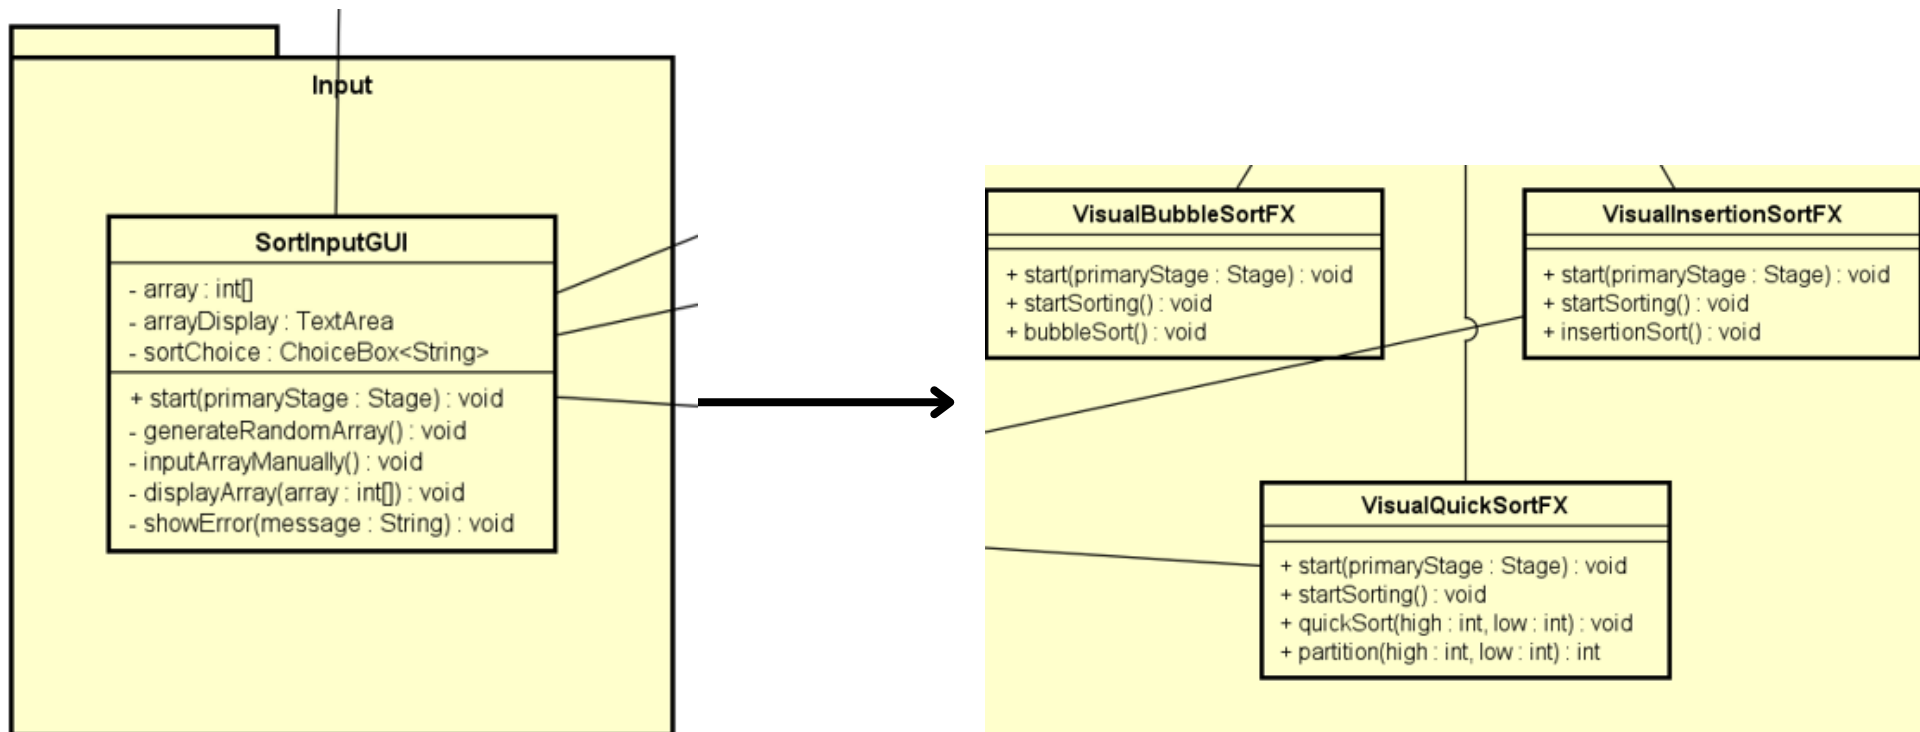 Input
SortInputGUI
- array : int[]
- arrayDisplay : TextArea
- sortChoice : ChoiceBox<String>
+ start(primaryStage : Stage) : void
- generateRandomArray() : void
- inputArrayManually() : void
- displayArray(array : int[]) : void
- showError(message : String) : void
VisualBubbleSortFX
+ start(primaryStage : Stage) : void
+ startSorting() : void
+ bubbleSort() : void
VisualInsertionSortFX
+ start(primaryStage : Stage) : void
+ startSorting() : void
+ insertionSort() : void
VisualQuickSortFX
+ start(primaryStage : Stage) : void
+ startSorting() : void
+ quickSort(high : int, low : int) : void
+ partition(high : int, low : int) : int